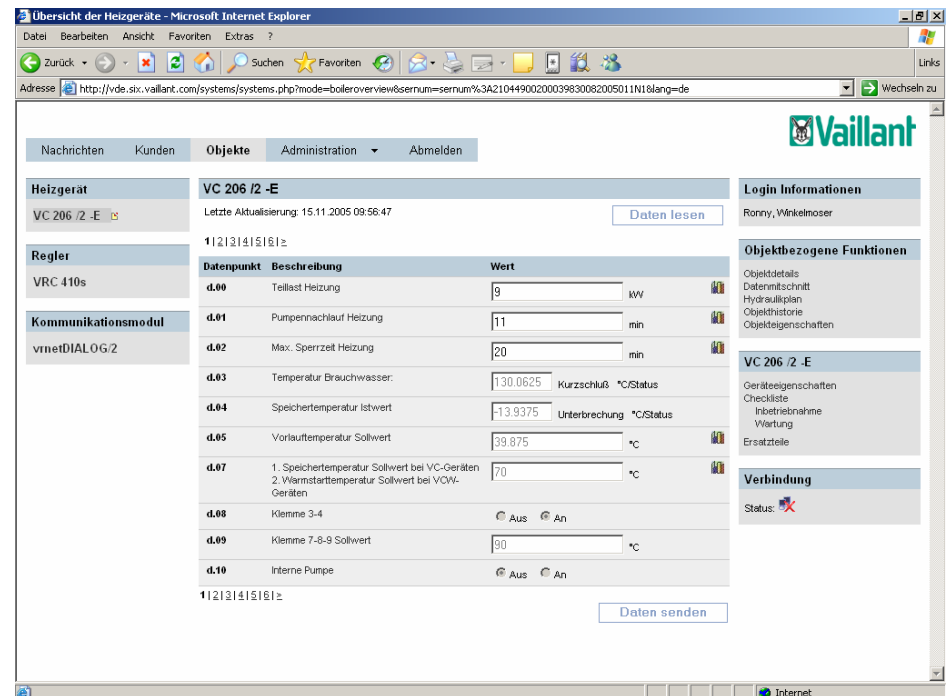 Übersicht der Heizgeräte - Microsoft Internet Explorer
Datei Bearbeiten Ansicht Favoriten Extras ?
Zurück Suchen Favoriten Links
Adresse http://vde.six.vaillant.com/systems/systems.php?mode=boileroverview&sernum=sernum%3A21044900200039830082005011N1&lang=de Wechseln zu
Vaillant
Nachrichten Kunden Objekte Administration Abmelden
Heizgerät
VC 206 /2 -E
Regler
VRC 410s
Kommunikationsmodul
vrnetDIALOG/2
VC 206 /2 -E
Letzte Aktualisierung: 15.11.2005 09:56:47
Daten lesen
1|2|3|4|5|6|>
Datenpunkt Beschreibung Wert
d.00 Teillast Heizung 9 kW
d.01 Pumpennachlauf Heizung 11 min
d.02 Max. Sperrzeit Heizung 20 min
d.03 Temperatur Brauchwasser: 130.0625 Kurzschluß °C/Status
d.04 Speichertemperatur Istwert -13.9375 Unterbrechung °C/Status
d.05 Vorlauftemperatur Sollwert 39.875 °C
d.07 1. Speichertemperatur Sollwert bei VC-Geräten 70 °C
2. Warmstarttemperatur Sollwert bei VCW-
Geräten
d.08 Klemme 3-4 Aus An
d.09 Klemme 7-8-9 Sollwert 90 °C
d.10 Interne Pumpe Aus An
1|2|3|4|5|6|>
Daten senden
Login Informationen
Ronny, Winkelmoser
Objektbezogene Funktionen
Objektdetails
Datenmitschnitt
Hydraulikplan
Objekthistorie
Objekteigenschaften
VC 206 /2 -E
Geräteeigenschaften
Checkliste
Inbetriebnahme
Wartung
Ersatzteile
Verbindung
Status:
Internet